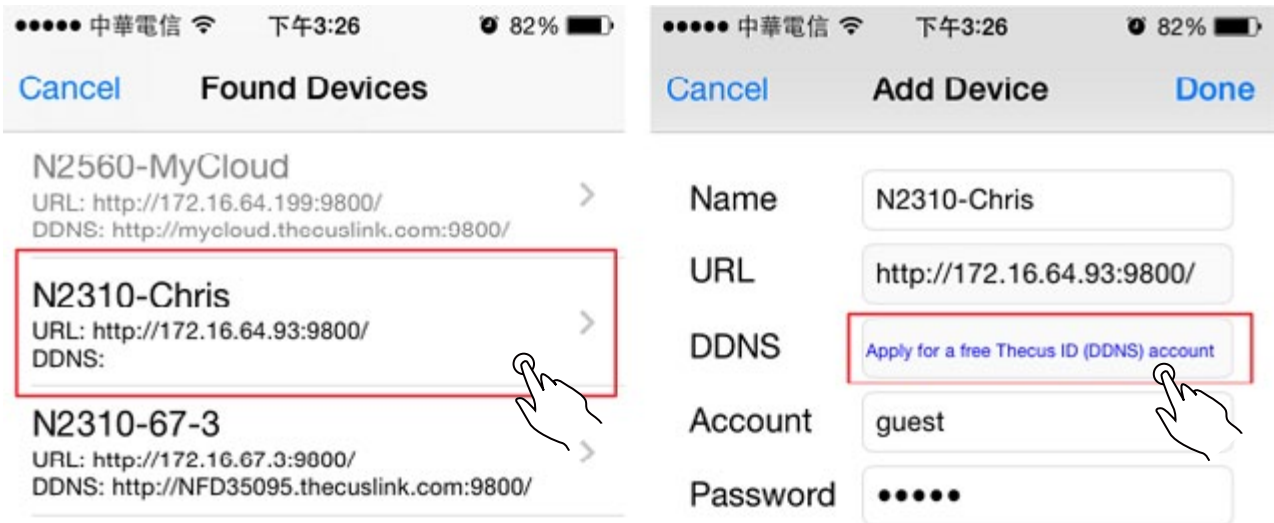 ●●●●● 中華電信 下午3:26 82%
Cancel Found Devices
N2560-MyCloud
URL: http://172.16.64.199:9800/
DDNS: http://mycloud.thecuslink.com:9800/
N2310-Chris
URL: http://172.16.64.93:9800/
DDNS:
N2310-67-3
URL: http://172.16.67.3:9800/
DDNS: http://NFD35095.thecuslink.com:9800/
●●●●● 中華電信 下午3:26 82%
Cancel Add Device Done
Name N2310-Chris
URL http://172.16.64.93:9800/
DDNS Apply for a free Thecus ID (DDNS) account
Account guest
Password ●●●●●